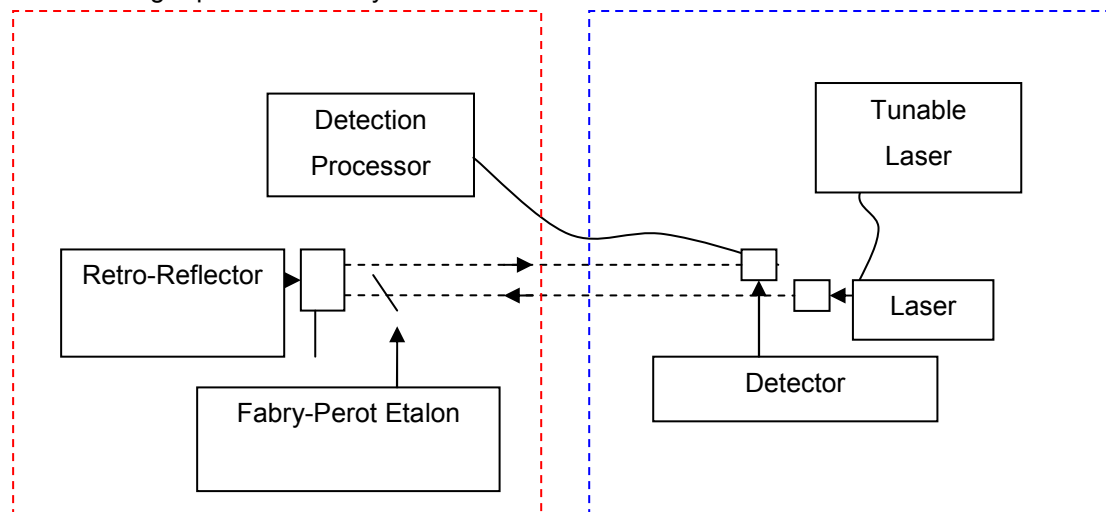 Detection
Processor
Tunable
Laser
Retro-Reflector
Laser
Detector
Fabry-Perot Etalon